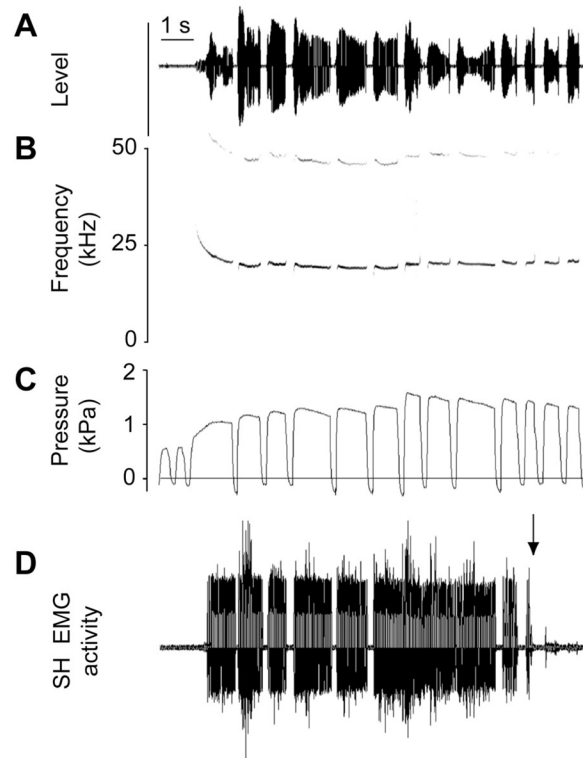 A
1 s
Level
B
50
25
0
Frequency
(kHz)
C
2
1
0
Pressure
(kPa)
D
SH EMG
activity